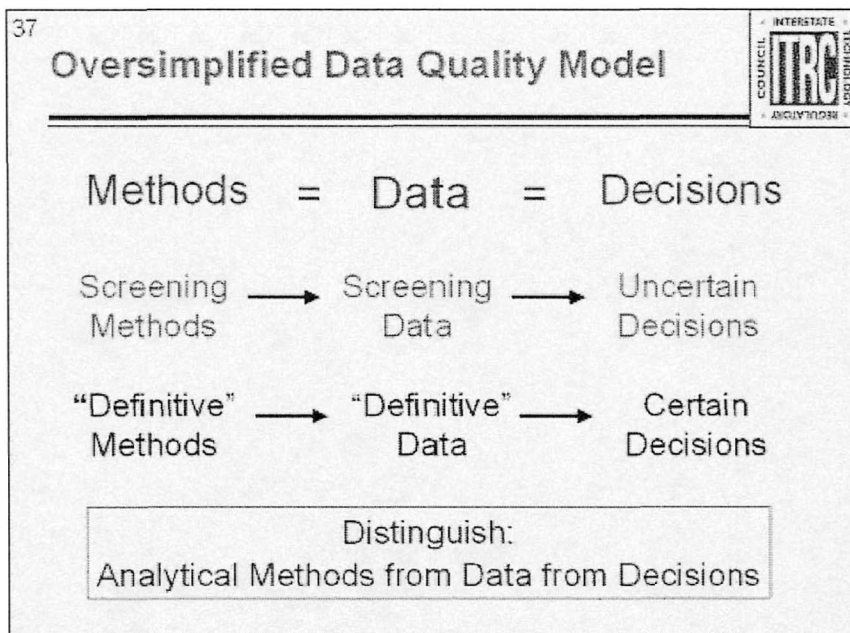 37
Oversimplified Data Quality Model
INTERSTATE
COUNCIL
ITRC
TECHNOLOGY
REGULATORY
Methods = Data = Decisions
Screening Methods → Screening Data → Uncertain Decisions
“Definitive” Methods → “Definitive” Data → Certain Decisions
Distinguish:
Analytical Methods from Data from Decisions